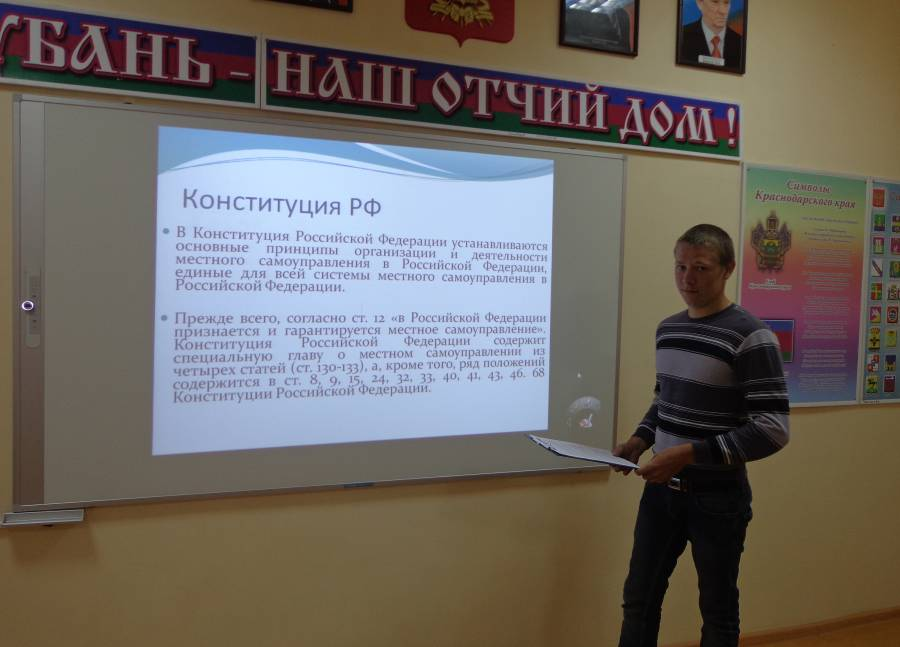 УБАНЬ - НАШ ОТЧИЙ ДОМ!
Конституция РФ
В Конституция Российской Федерации устанавливаются
основные принципы организации и деятельности
местного самоуправления в Российской Федерации,
единые для всей системы местного самоуправления в
Российской Федерации.
Прежде всего, согласно ст. 12 «в Российской Федерации
признается и гарантируется местное самоуправление».
Конституция Российской Федерации содержит
специальную главу о местном самоуправлении из
четырех статей (ст. 130-133), а, кроме того, ряд положений
содержится в ст. 8, 9, 15, 24, 32, 33, 40, 41, 43, 46. 68
Конституции Российской Федерации.
Символы
Краснодарского края